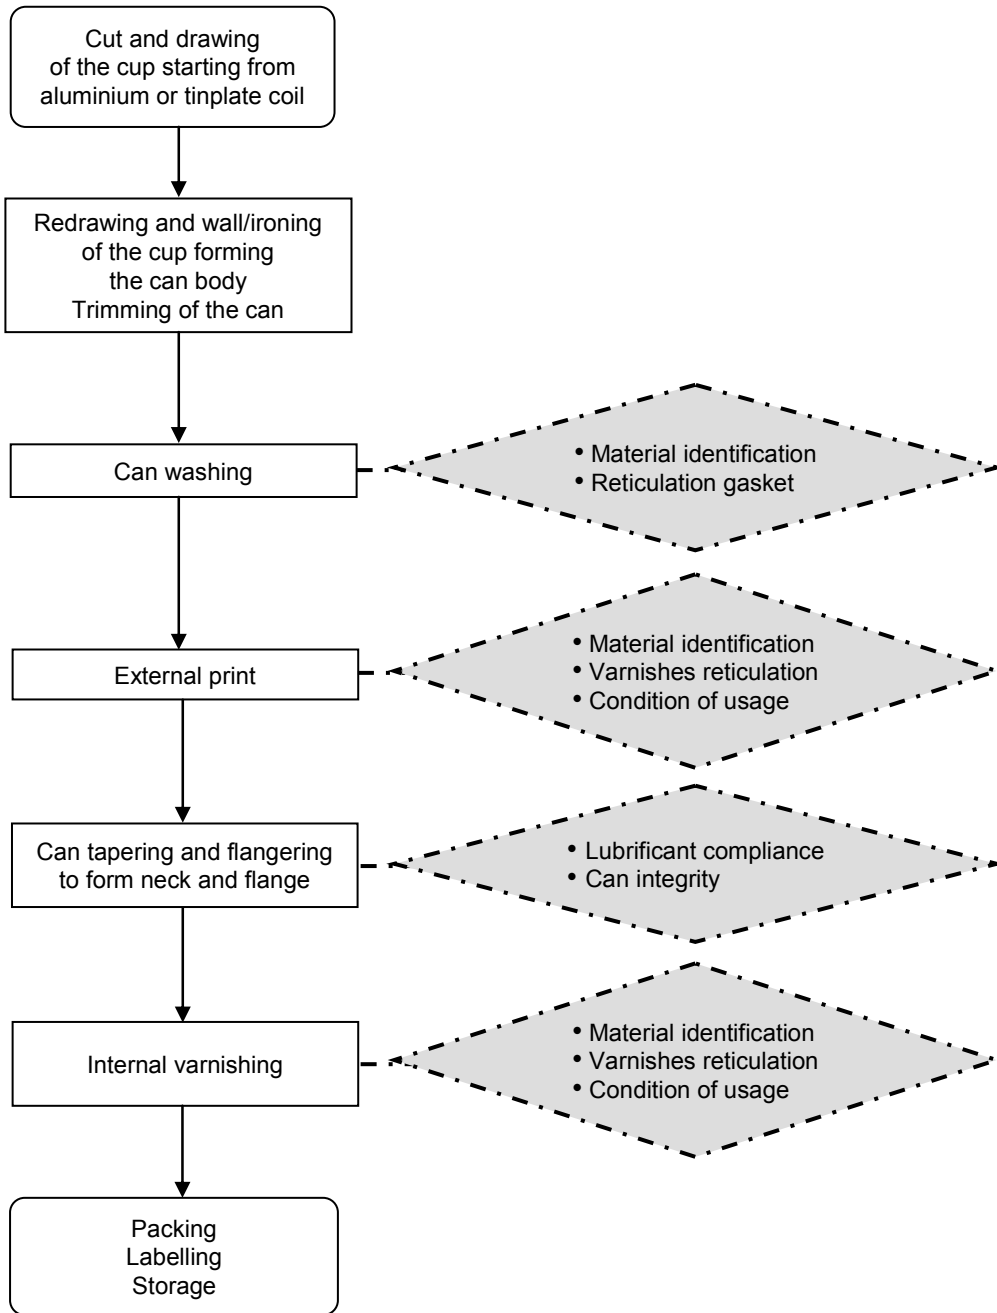 Cut and drawing
of the cup starting from
aluminium or tinplate coil
Redrawing and wall/ironing
of the cup forming
the can body
Trimming of the can
Can washing
• Material identification
• Reticulation gasket
External print
• Material identification
• Varnishes reticulation
• Condition of usage
Can tapering and flangering
to form neck and flange
• Lubrificant compliance
• Can integrity
Internal varnishing
• Material identification
• Varnishes reticulation
• Condition of usage
Packing
Labelling
Storage